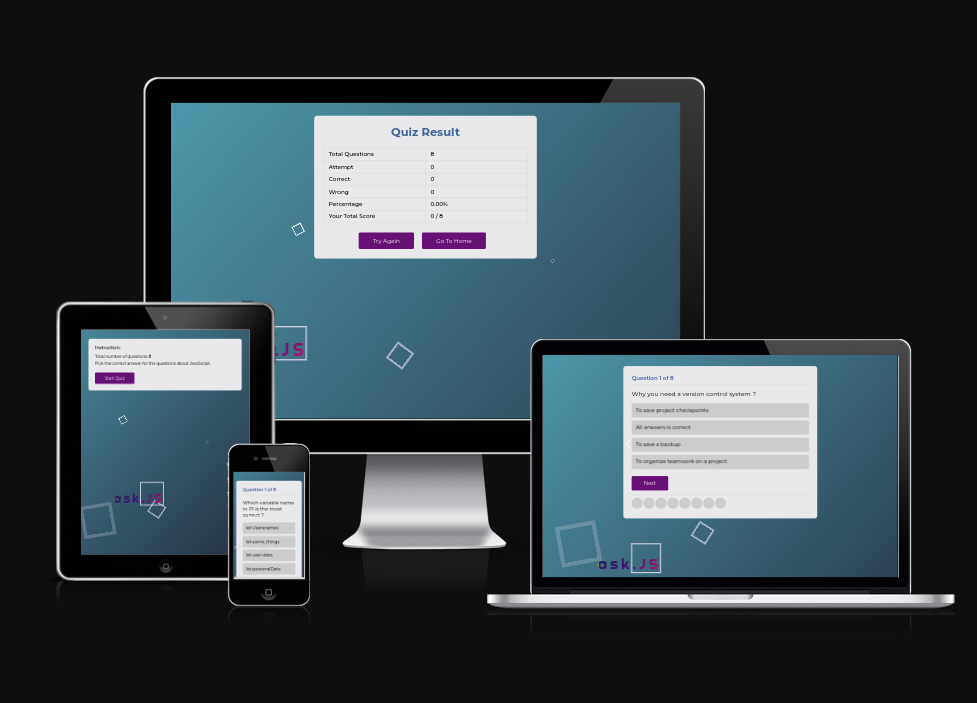 Quiz Result
Total Questions 8
Attempt 0
Correct 0
Wrong 0
Percentage 0.00%
Your Total Score 0 / 8
Try Again Go To Home
.JS
Instruction:
Total number of questions: 8
Pick the correct answer for the questions about JavaScript.
Start Quiz
ask.JS
Question 1 of 8
Which variable name
in JS is the most
correct ?
let Usernames
let some_things
let user-data
let personalData
Question 1 of 8
Why you need a version control system ?
To save project checkpoints
All answers is correct
To save a backup
To organize teamwork on a project
Next
ask.JS